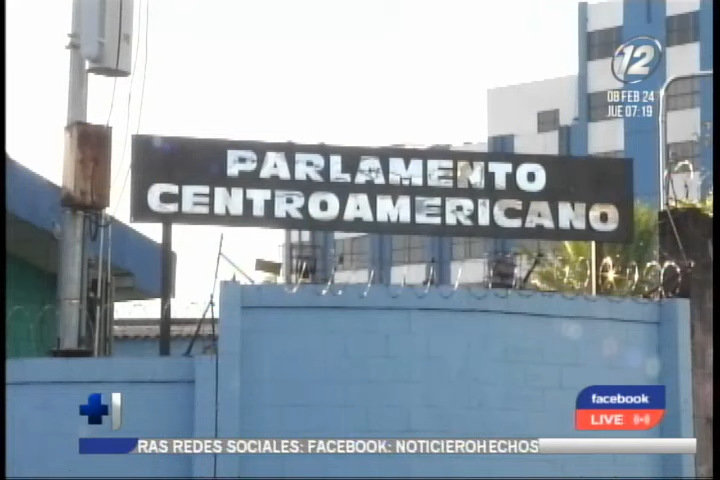 12
08 FEB 24
JUE 07:19
PARLAMENTO
CENTROAMERICANO
facebook
LIVE
RAS REDES SOCIALES: FACEBOOK: NOTICIEROHECHOS